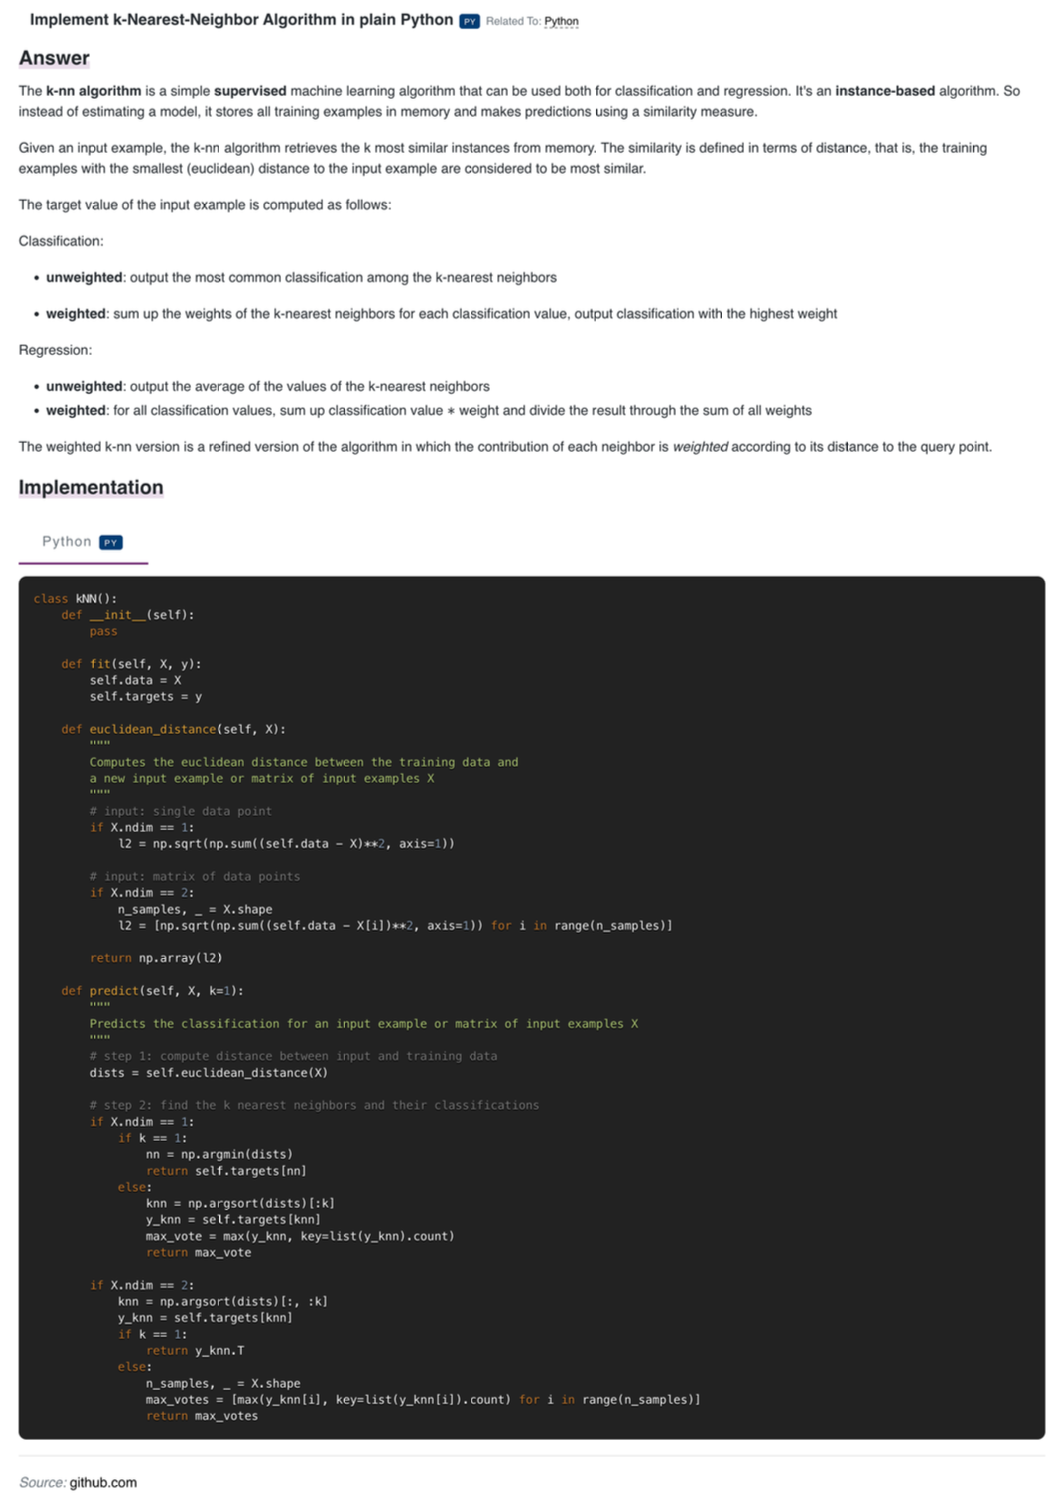 Implement k-Nearest-Neighbor Algorithm in plain Python PY Related To: Python
Answer
The k-nn algorithm is a simple supervised machine learning algorithm that can be used both for classification and regression. It's an instance-based algorithm. So
instead of estimating a model, it stores all training examples in memory and makes predictions using a similarity measure.
Given an input example, the k-nn algorithm retrieves the k most similar instances from memory. The similarity is defined in terms of distance, that is, the training
examples with the smallest (euclidean) distance to the input example are considered to be most similar.
The target value of the input example is computed as follows:
Classification:
• unweighted: output the most common classification among the k-nearest neighbors
• weighted: sum up the weights of the k-nearest neighbors for each classification value, output classification with the highest weight
Regression:
• unweighted: output the average of the values of the k-nearest neighbors
• weighted: for all classification values, sum up classification value * weight and divide the result through the sum of all weights
The weighted k-nn version is a refined version of the algorithm in which the contribution of each neighbor is weighted according to its distance to the query point.
Implementation
Python PY
class kNN():
    def __init__(self):
        pass
    def fit(self, X, y):
        self.data = X
        self.targets = y
    def euclidean_distance(self, X):
        """
        Computes the euclidean distance between the training data and
        a new input example or matrix of input examples X
        """
        # input: single data point
        if X.ndim == 1:
            l2 = np.sqrt(np.sum((self.data - X)**2, axis=1))
        # input: matrix of data points
        if X.ndim == 2:
            n_samples, _ = X.shape
            l2 = [np.sqrt(np.sum((self.data - X[i])**2, axis=1)) for i in range(n_samples)]
        return np.array(l2)
    def predict(self, X, k=1):
        """
        Predicts the classification for an input example or matrix of input examples X
        """
        # step 1: compute distance between input and training data
        dists = self.euclidean_distance(X)
        # step 2: find the k nearest neighbors and their classifications
        if X.ndim == 1:
            if k == 1:
                nn = np.argmin(dists)
                return self.targets[nn]
            else:
                knn = np.argsort(dists)[:k]
                y_knn = self.targets[knn]
                max_vote = max(y_knn, key=list(y_knn).count)
                return max_vote
        if X.ndim == 2:
            knn = np.argsort(dists)[:, :k]
            y_knn = self.targets[knn]
            if k == 1:
                return y_knn.T
            else:
                n_samples, _ = X.shape
                max_votes = [max(y_knn[i], key=list(y_knn[i]).count) for i in range(n_samples)]
                return max_votes
Source: github.com